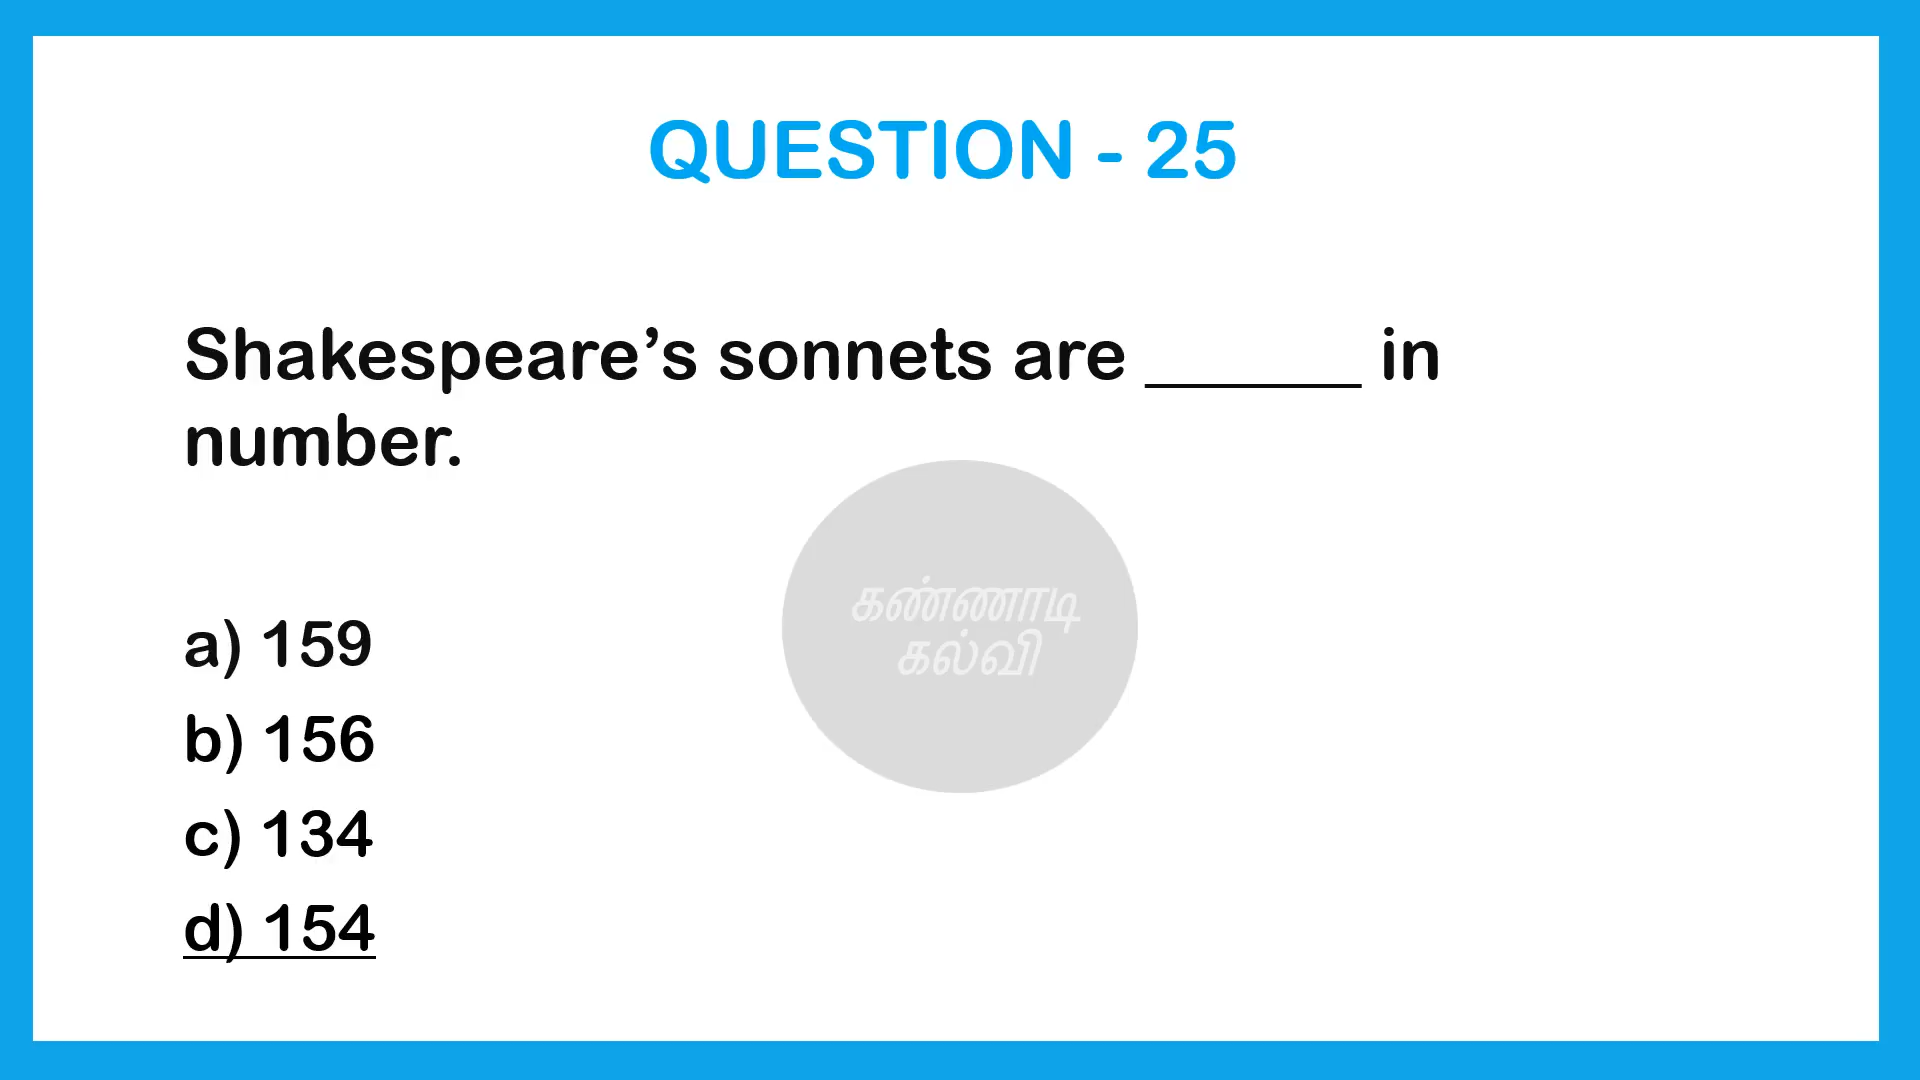 QUESTION - 25
Shakespeare’s sonnets are ______ in
number.
கண்ணாடி
கல்வி
a) 159
b) 156
c) 134
d) 154